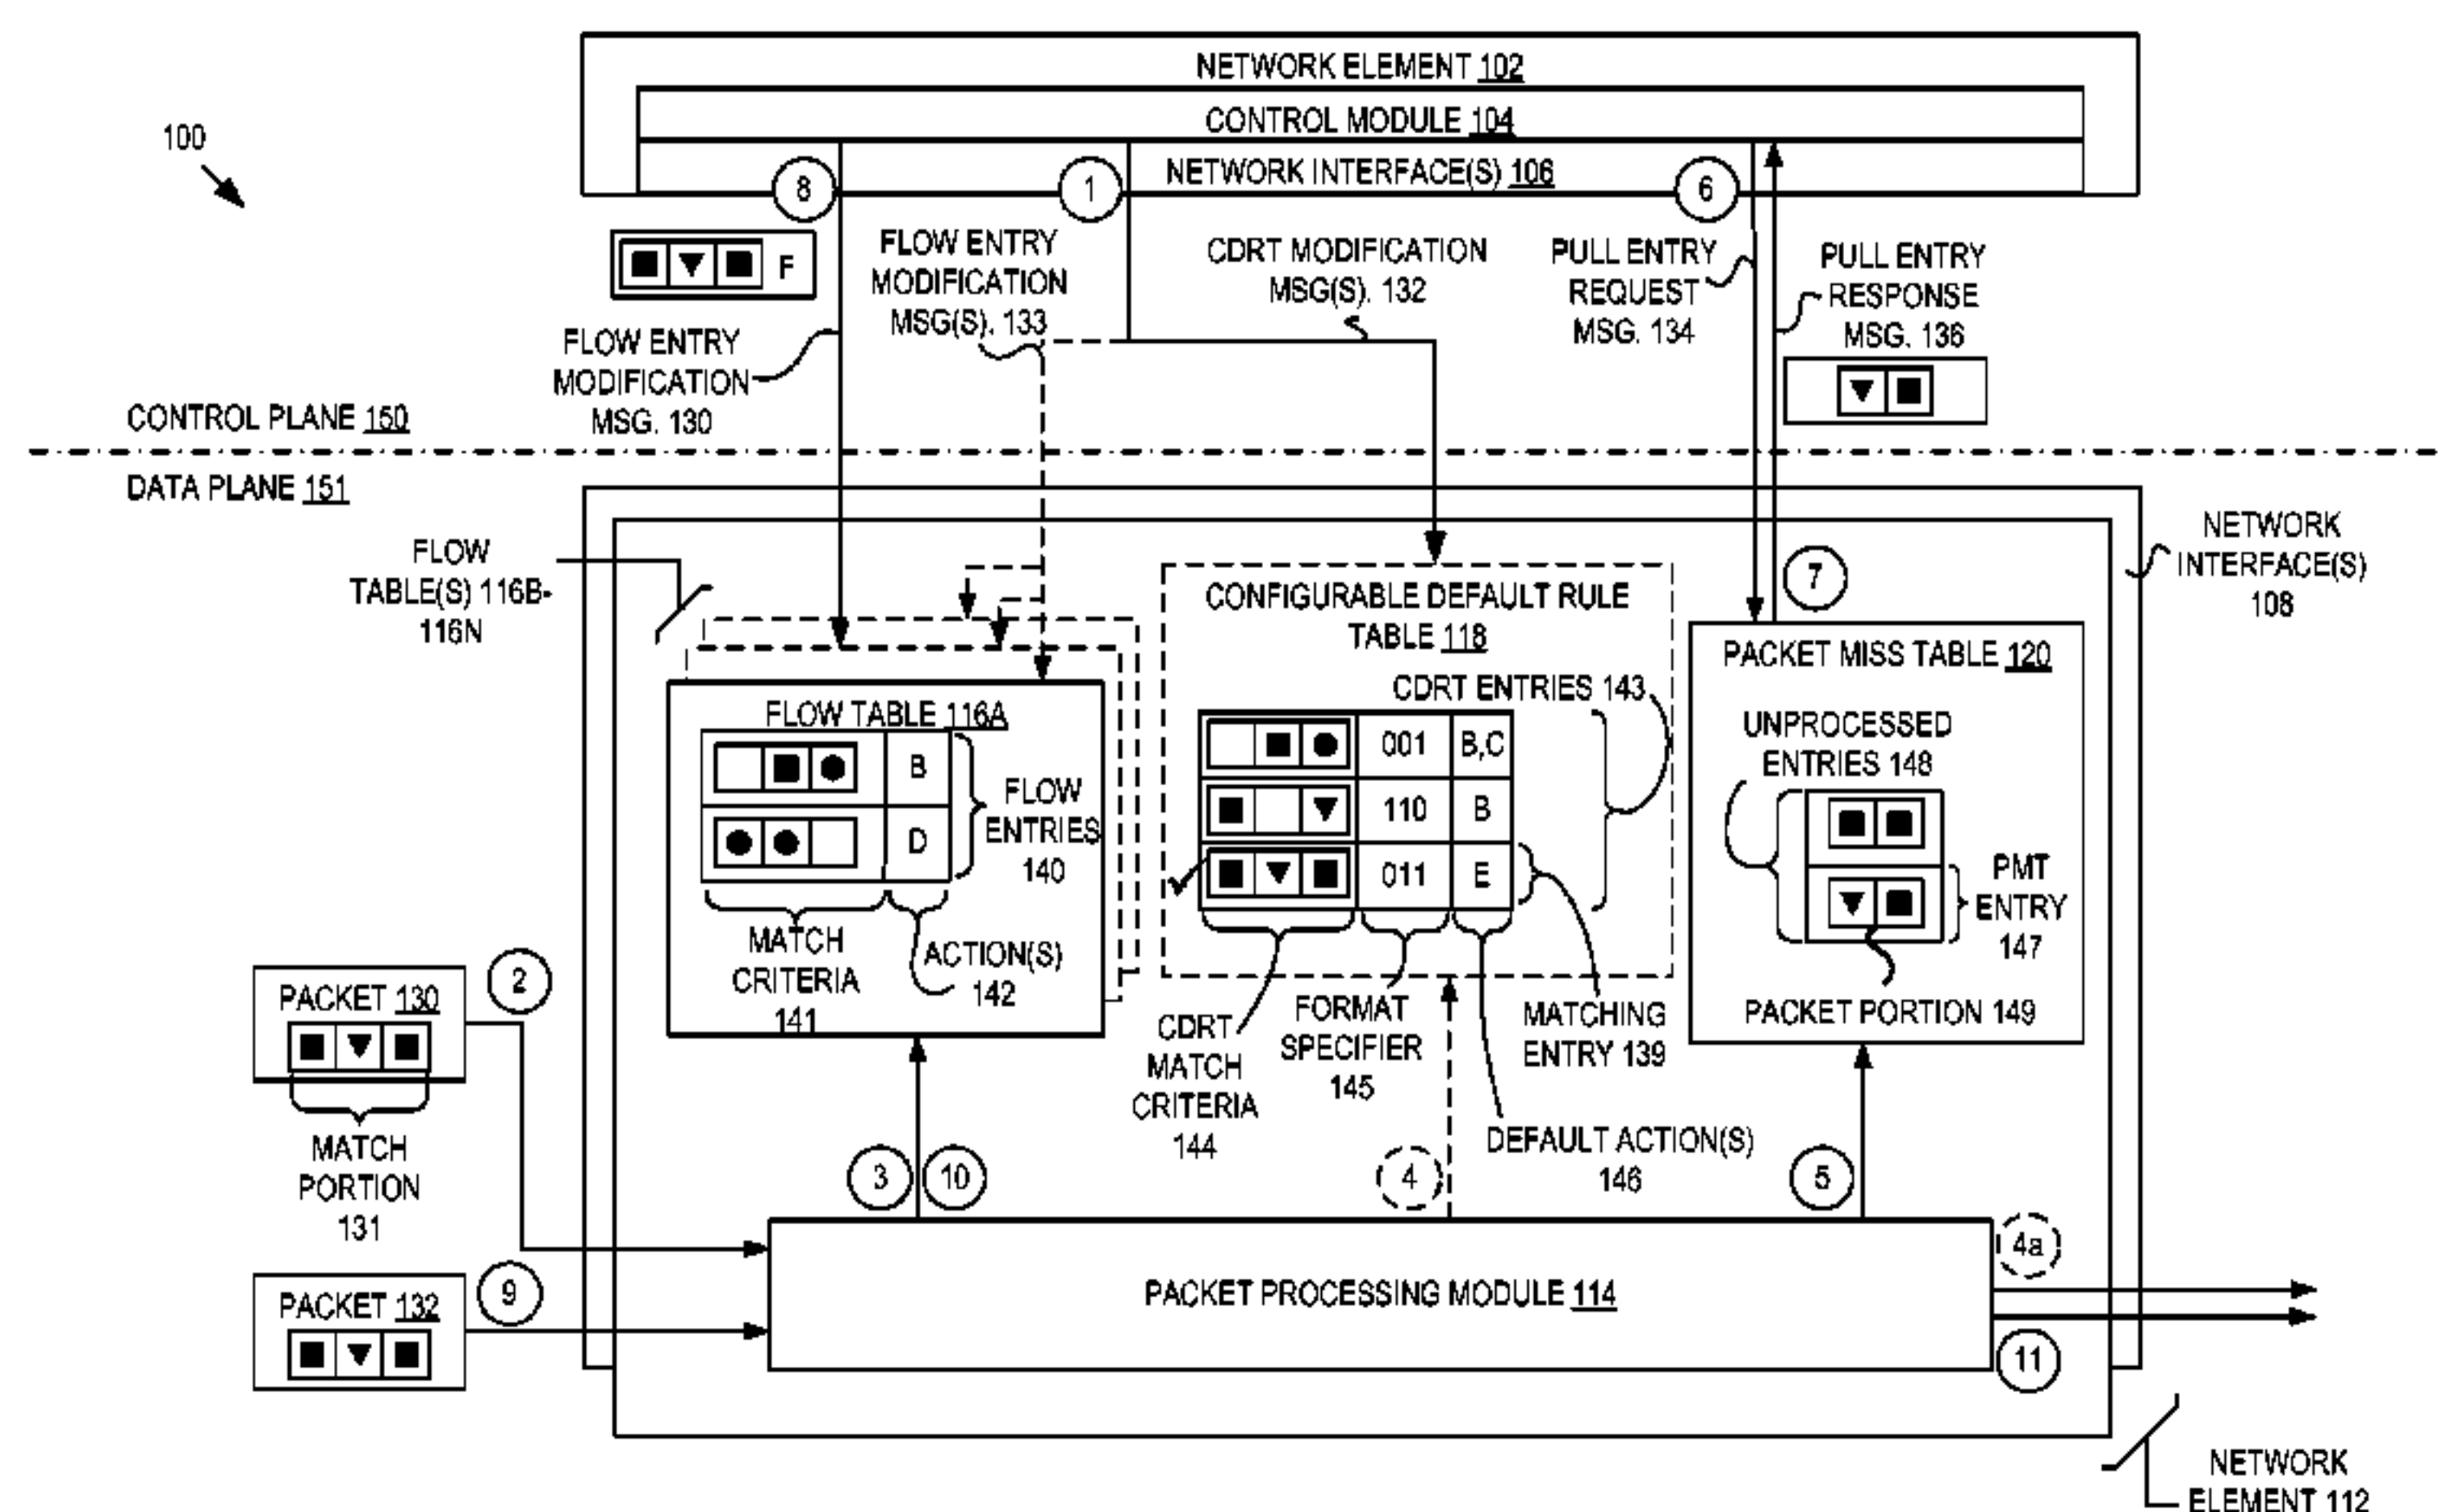 NETWORK ELEMENT 102
CONTROL MODULE 104
NETWORK INTERFACE(S) 106
100
8
1
6
F
FLOW ENTRY
MODIFICATION
MSG(S). 133
CDRT MODIFICATION
MSG(S). 132
PULL ENTRY
REQUEST
MSG. 134
PULL ENTRY
RESPONSE
MSG. 136
FLOW ENTRY
MODIFICATION
MSG. 130
CONTROL PLANE 150
DATA PLANE 151
FLOW
TABLE(S) 116B-
116N
NETWORK
INTERFACE(S)
108
7
CONFIGURABLE DEFAULT RULE
TABLE 118
PACKET MISS TABLE 120
CDRT ENTRIES 143
FLOW TABLE 116A
B
D
FLOW
ENTRIES
140
001
B,C
110
B
011
E
UNPROCESSED
ENTRIES 148
PMT
ENTRY
147
PACKET PORTION 149
MATCH
CRITERIA
141
ACTION(S)
142
CDRT
MATCH
CRITERIA
144
FORMAT
SPECIFIER
145
MATCHING
ENTRY 139
DEFAULT ACTION(S)
146
PACKET 130
2
MATCH
PORTION
131
3
10
4
5
4a
PACKET 132
9
PACKET PROCESSING MODULE 114
11
NETWORK
ELEMENT 112